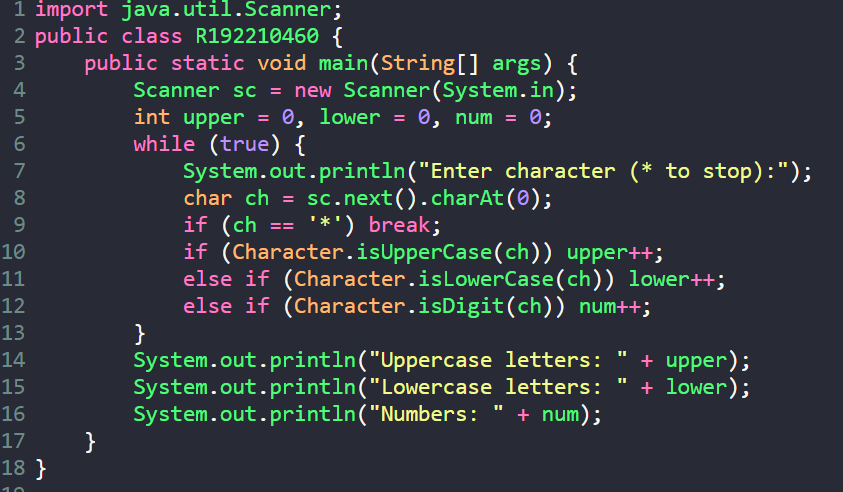 1 import java.util.Scanner;
2 public class R192210460 {
3     public static void main(String[] args) {
4         Scanner sc = new Scanner(System.in);
5         int upper = 0, lower = 0, num = 0;
6         while (true) {
7             System.out.println("Enter character (* to stop):");
8             char ch = sc.next().charAt(0);
9             if (ch == '*') break;
10             if (Character.isUpperCase(ch)) upper++;
11             else if (Character.isLowerCase(ch)) lower++;
12             else if (Character.isDigit(ch)) num++;
13         }
14         System.out.println("Uppercase letters: " + upper);
15         System.out.println("Lowercase letters: " + lower);
16         System.out.println("Numbers: " + num);
17     }
18 }